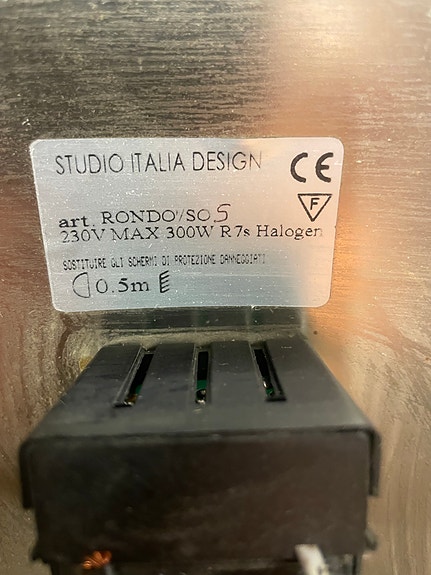 STUDIO ITALIA DESIGN
CE
F
art. RONDO'/SO S
230V MAX 300W R7s Halogen
SOSTITUIRE GLI SCHERMI DI PROTEZIONE DANNEGGIATI
0.5m